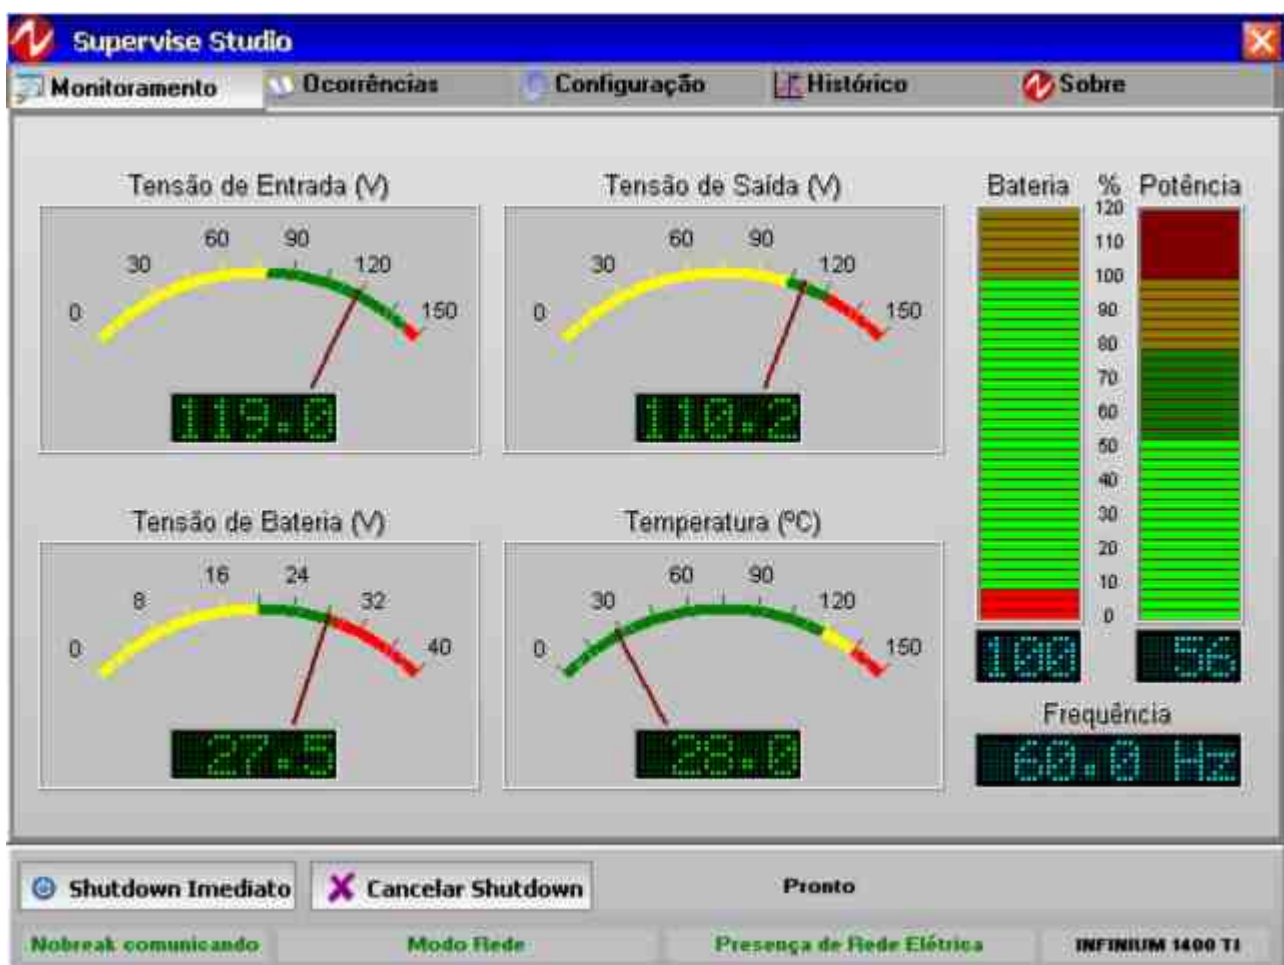 Supervise Studio
Monitoramento Ocorrências Configuração Histórico Sobre
Tensão de Entrada (V)
0 30 60 90 120 150
119.0
Tensão de Saída (V)
0 30 60 90 120 150
110.2
Bateria % Potência
120
110
100
90
80
70
60
50
40
30
20
10
0
100 56
Tensão de Bateria (V)
0 8 16 24 32 40
27.5
Temperatura (ºC)
0 30 60 90 120 150
28.0
Frequência
60.0 Hz
Shutdown Imediato Cancelar Shutdown Pronto
Nobreak comunicando Modo Rede Presença de Rede Elétrica INFINIUM 1400 TI